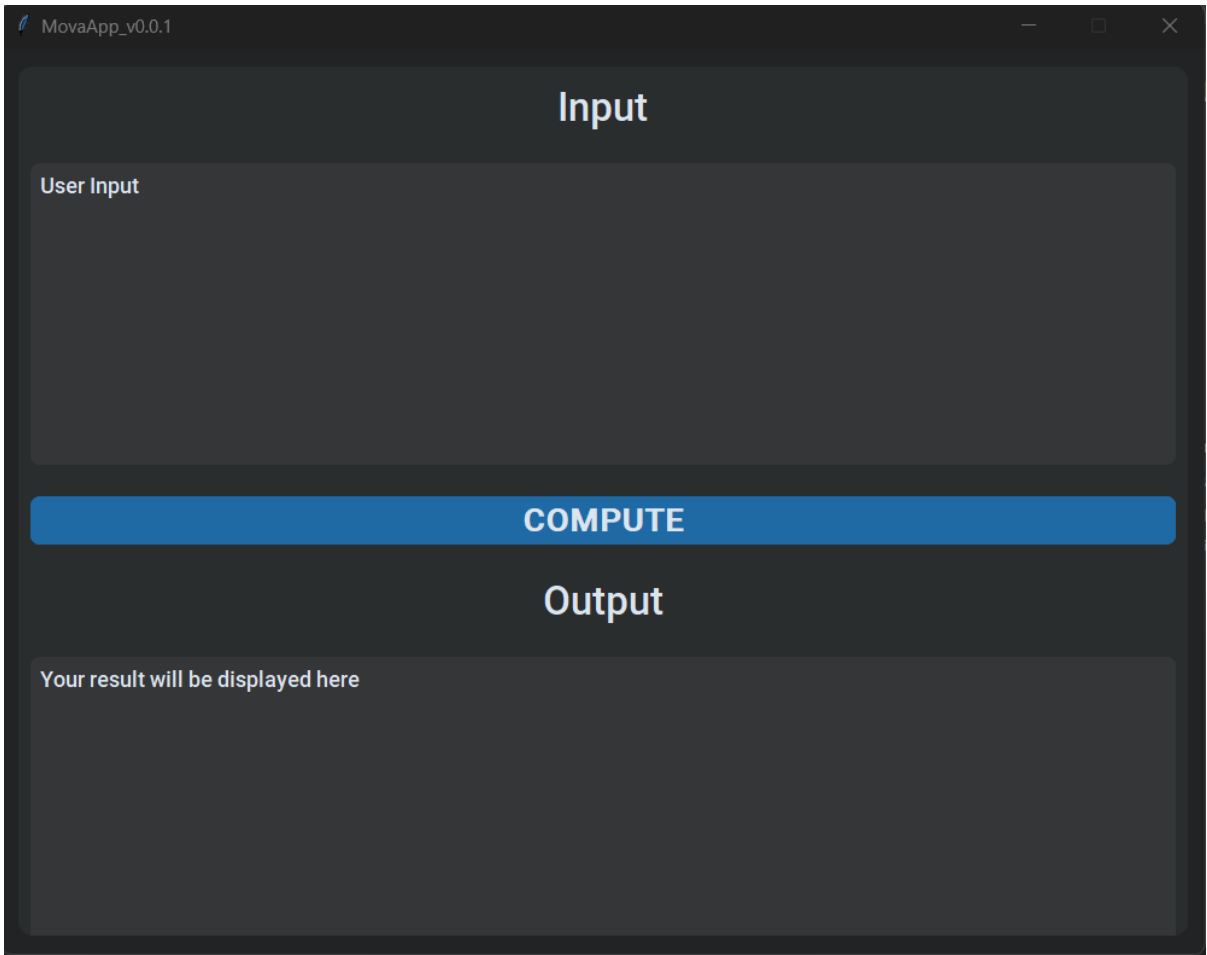 MovaApp_v0.0.1
Input
User Input
COMPUTE
Output
Your result will be displayed here